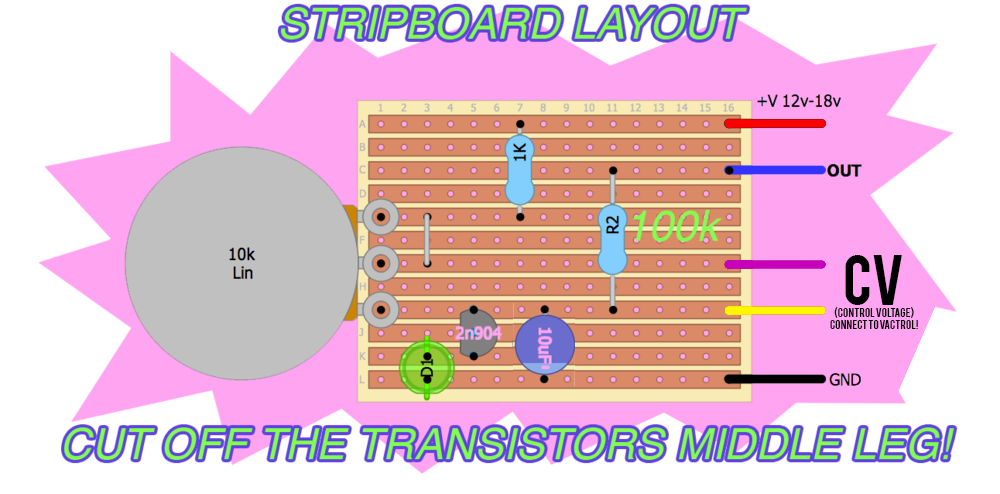 STRIPBOARD LAYOUT
+V 12v-18v
1 2 3 4 5 6 7 8 9 10 11 12 13 14 15 16
A
B
1K
C
OUT
D
R2
100k
F
10k
Lin
CV
(CONTROL VOLTAGE)
CONNECT TO VACTROL!
H
J
2n904
10uF
K
D1
L
GND
CUT OFF THE TRANSISTORS MIDDLE LEG!